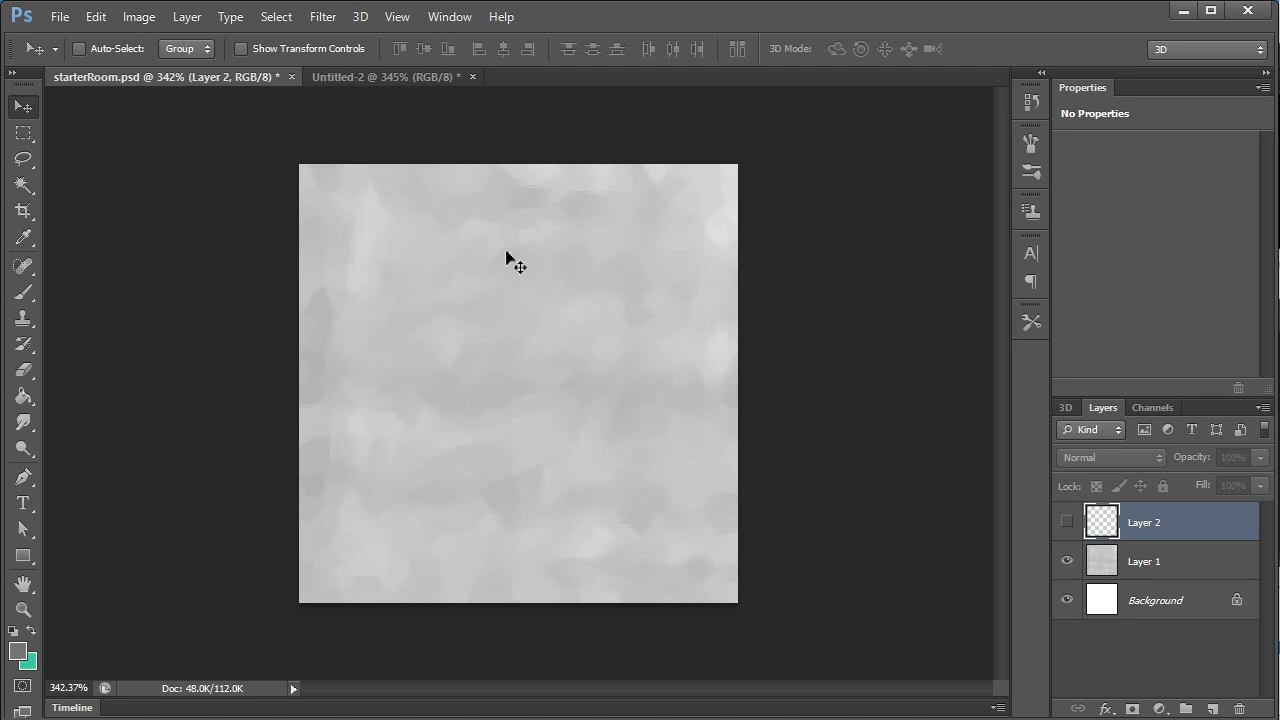 Ps File Edit Image Layer Type Select Filter 3D View Window Help
Auto-Select: Group Show Transform Controls 3D Mode: 3D
starterRoom.psd @ 342% (Layer 2, RGB/8) * × Untitled-2 @ 345% (RGB/8) * ×
Properties
No Properties
3D Layers Channels
Kind T
Normal Opacity: 100%
Lock: Fill: 100%
Layer 2
Layer 1
Background
A
T
342.37% Doc: 48.0K/112.0K
Timeline
fx